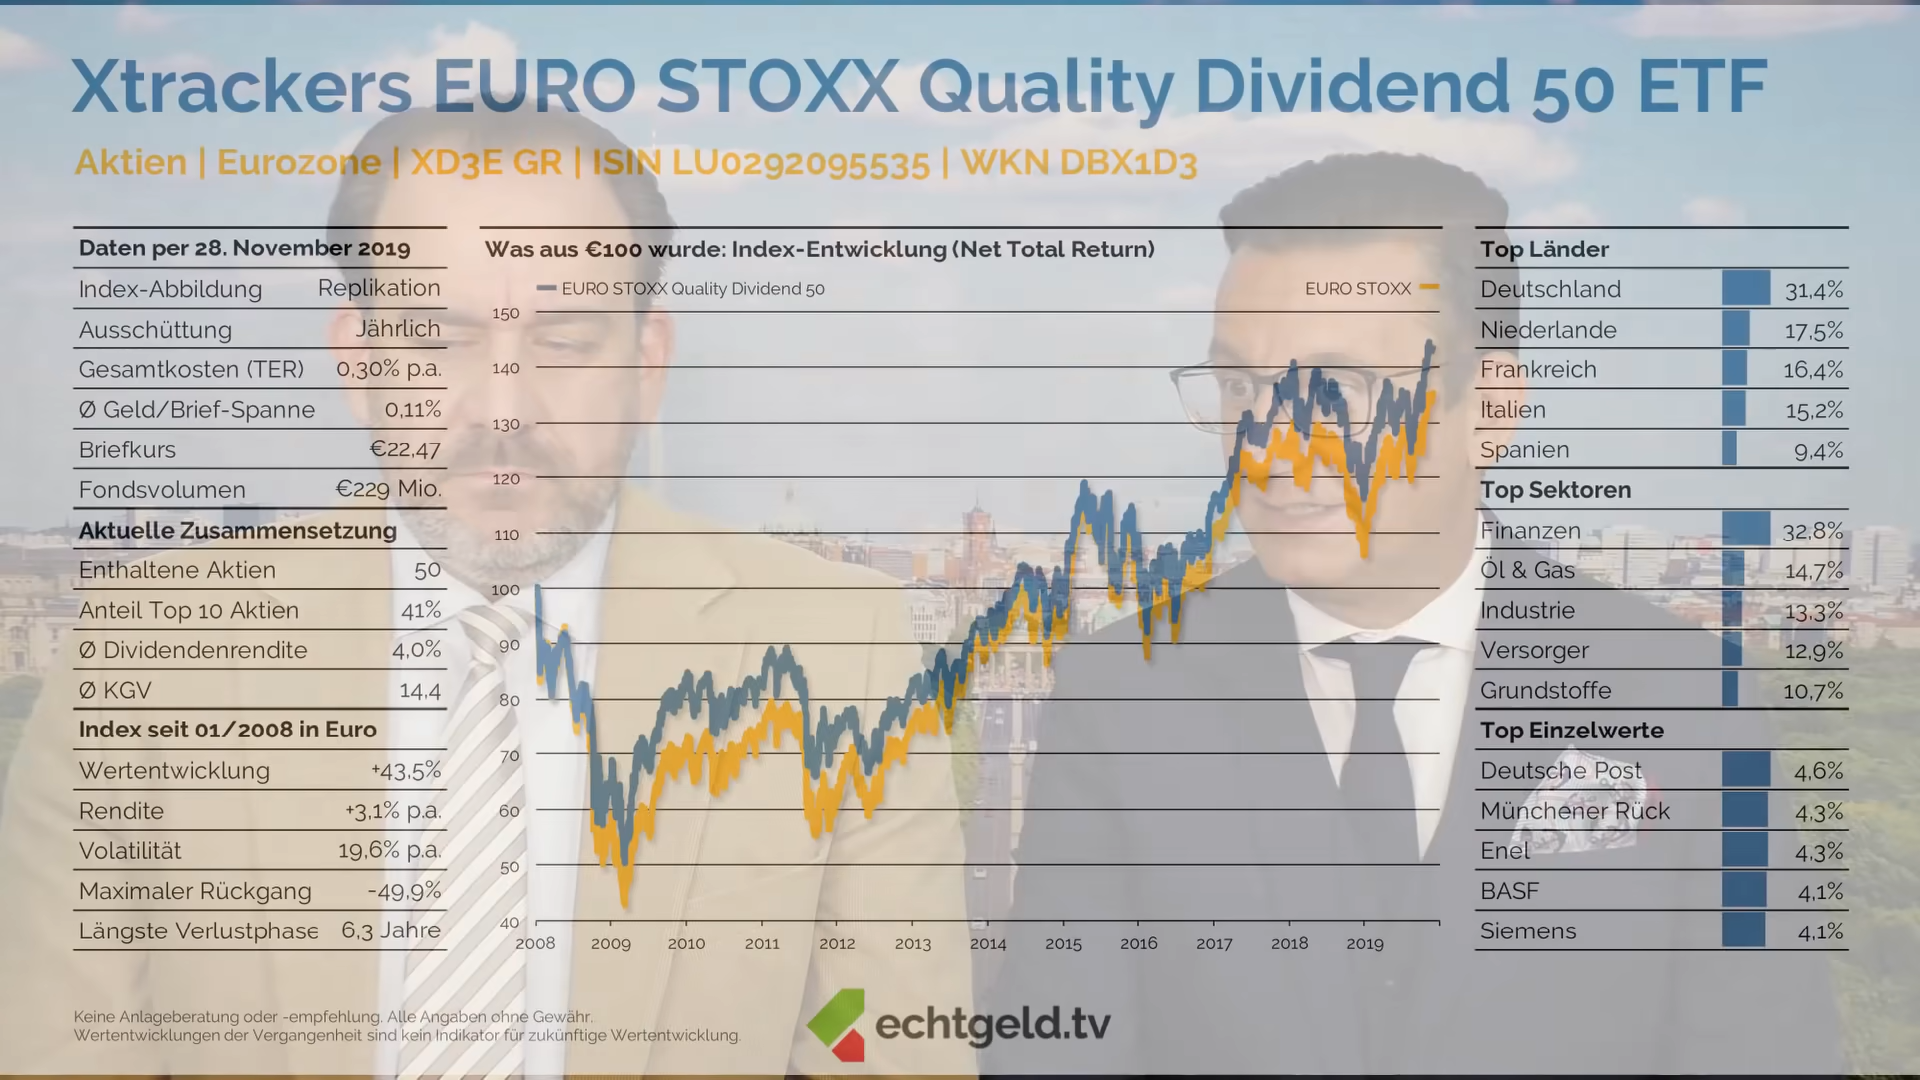 Xtrackers EURO STOXX Quality Dividend 50 ETF
Aktien | Eurozone | XD3E GR | ISIN LU0292095535 | WKN DBX1D3
Daten per 28. November 2019
Index-Abbildung Replikation
Ausschüttung Jährlich
Gesamtkosten (TER) 0,30% p.a.
Ø Geld/Brief-Spanne 0,11%
Briefkurs €22,47
Fondsvolumen €229 Mio.
Aktuelle Zusammensetzung
Enthaltene Aktien 50
Anteil Top 10 Aktien 41%
Ø Dividendenrendite 4,0%
Ø KGV 14,4
Index seit 01/2008 in Euro
Wertentwicklung +43,5%
Rendite +3,1% p.a.
Volatilität 19,6% p.a.
Maximaler Rückgang -49,9%
Längste Verlustphase 6,3 Jahre
Was aus €100 wurde: Index-Entwicklung (Net Total Return)
EURO STOXX Quality Dividend 50 EURO STOXX
150
140
130
120
110
100
90
80
70
60
50
40
2008 2009 2010 2011 2012 2013 2014 2015 2016 2017 2018 2019
Top Länder
Deutschland 31,4%
Niederlande 17,5%
Frankreich 16,4%
Italien 15,2%
Spanien 9,4%
Top Sektoren
Finanzen 32,8%
Öl & Gas 14,7%
Industrie 13,3%
Versorger 12,9%
Grundstoffe 10,7%
Top Einzelwerte
Deutsche Post 4,6%
Münchener Rück 4,3%
Enel 4,3%
BASF 4,1%
Siemens 4,1%
Keine Anlageberatung oder -empfehlung. Alle Angaben ohne Gewähr.
Wertentwicklungen der Vergangenheit sind kein Indikator für zukünftige Wertentwicklung.
echtgeld.tv